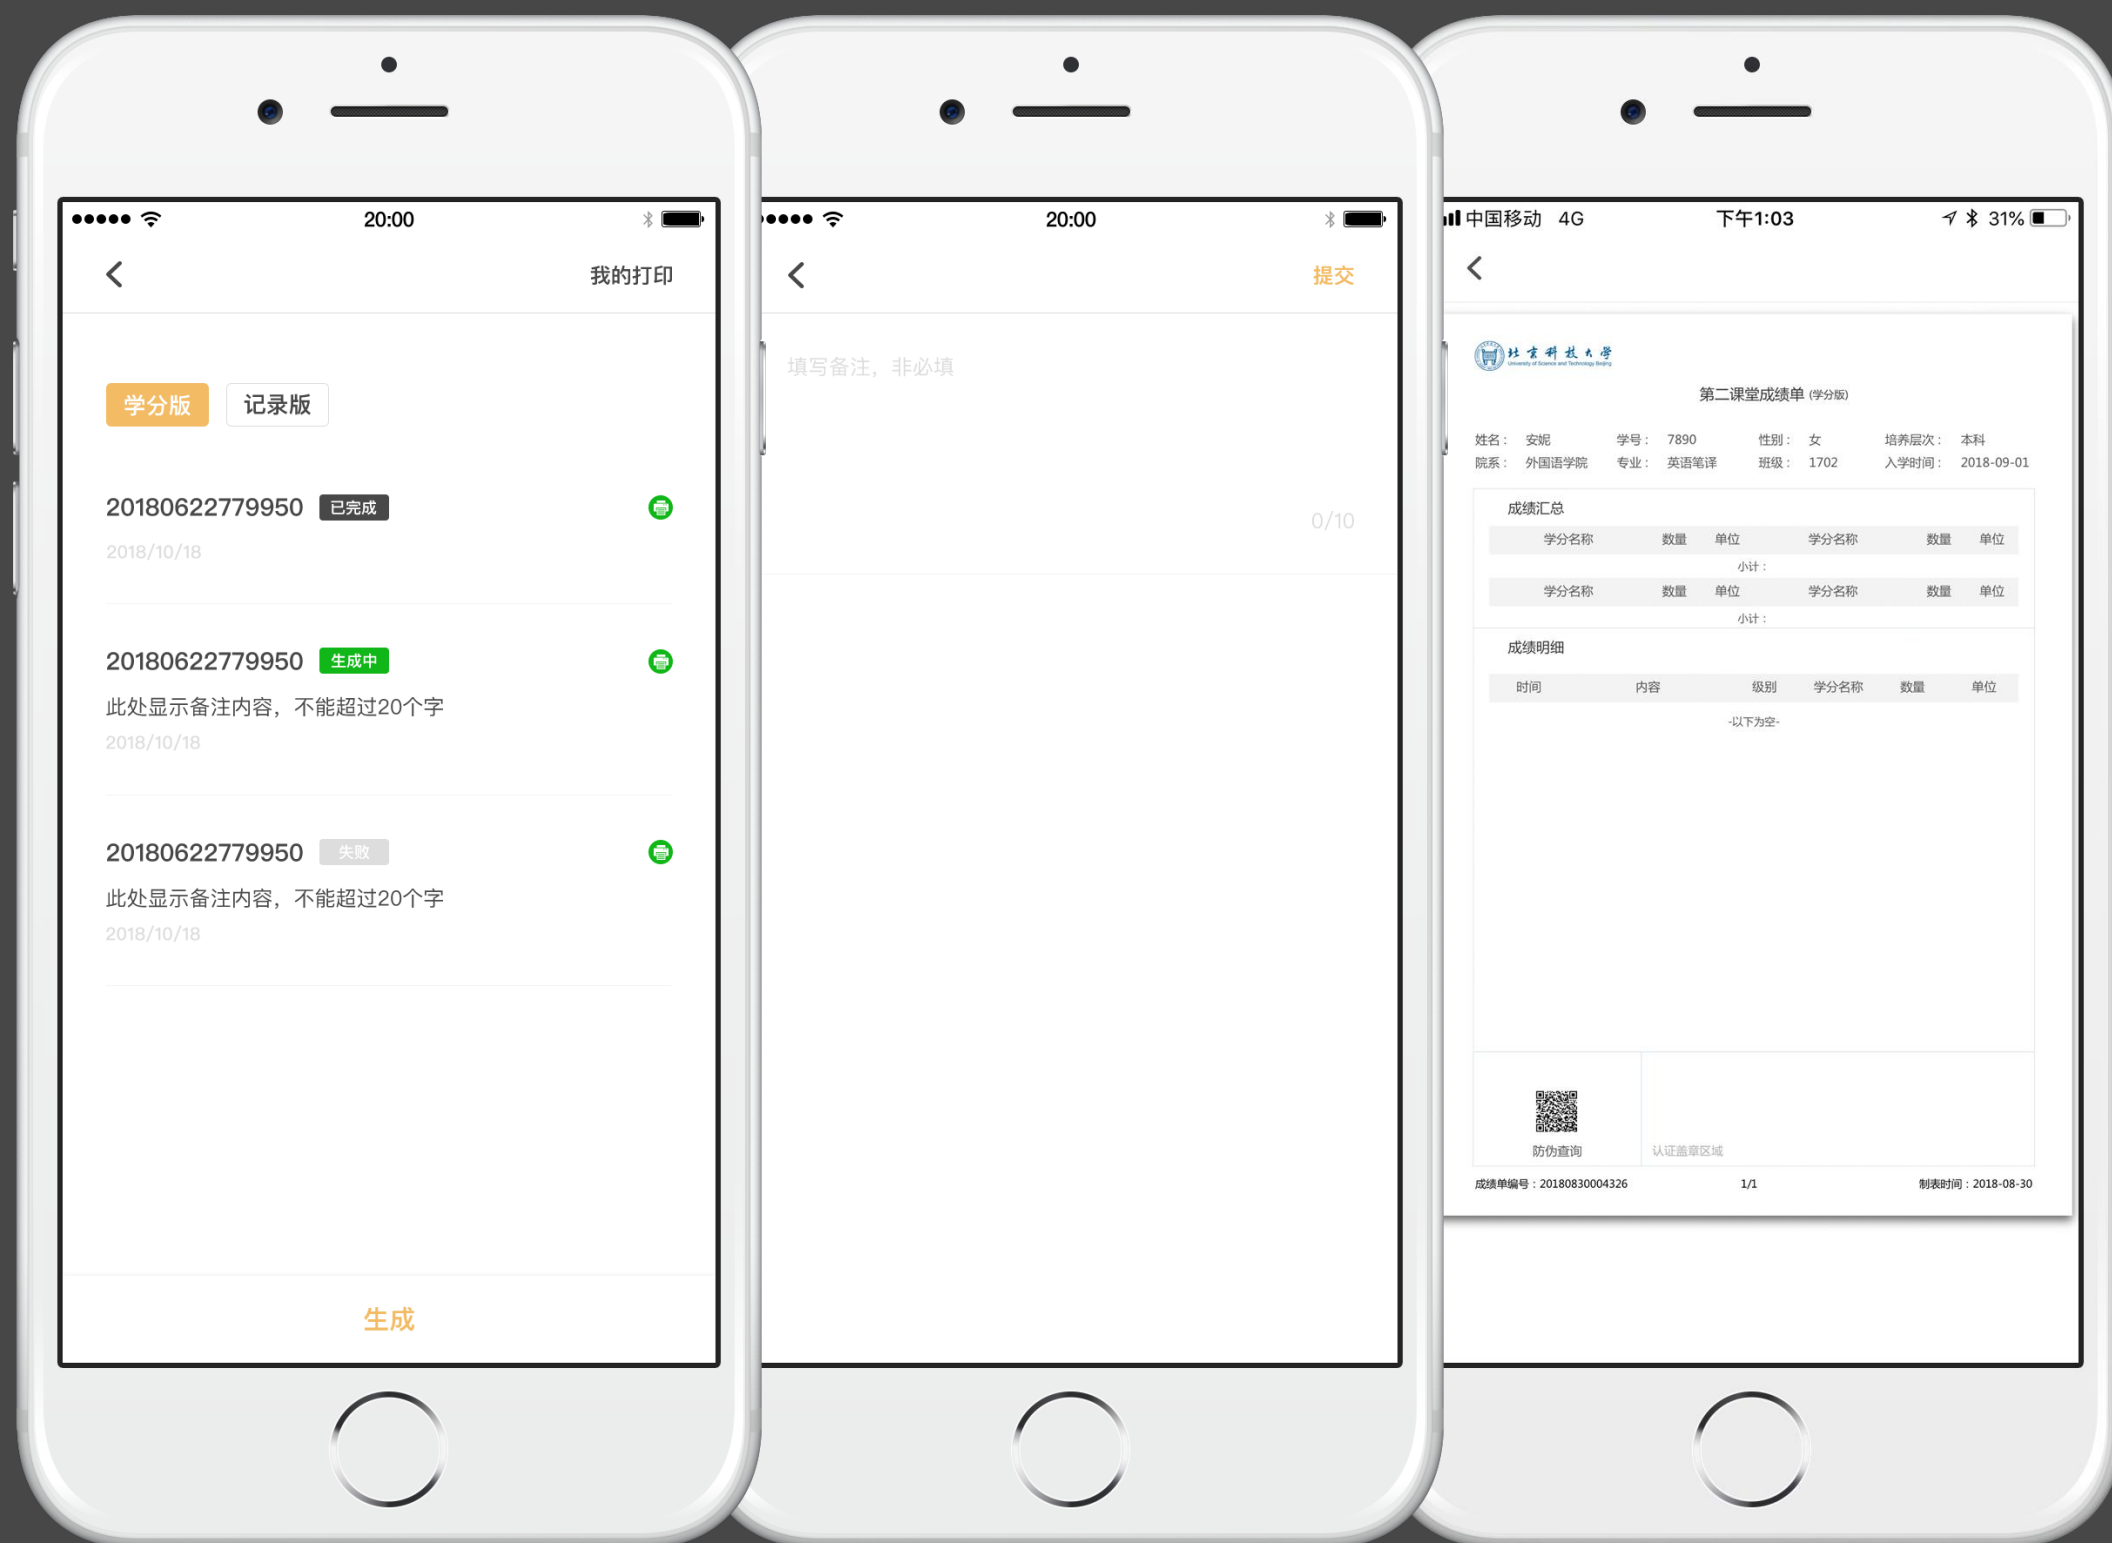 20:00
我的打印
学分版 记录版
20180622779950 已完成
2018/10/18
20180622779950 生成中
此处显示备注内容，不能超过20个字
2018/10/18
20180622779950 失败
此处显示备注内容，不能超过20个字
2018/10/18
生成
20:00
提交
填写备注，非必填
0/10
中国移动 4G 下午1:03 31%
北京科技大学
University of Science and Technology Beijing
第二课堂成绩单 (学分版)
姓名： 安妮 学号： 7890 性别： 女 培养层次： 本科
院系： 外国语学院 专业： 英语笔译 班级： 1702 入学时间： 2018-09-01
成绩汇总
学分名称 数量 单位 学分名称 数量 单位
小计：
学分名称 数量 单位 学分名称 数量 单位
小计：
成绩明细
时间 内容 级别 学分名称 数量 单位
-以下为空-
防伪查询 认证盖章区域
成绩单编号：20180830004326 1/1 制表时间：2018-08-30